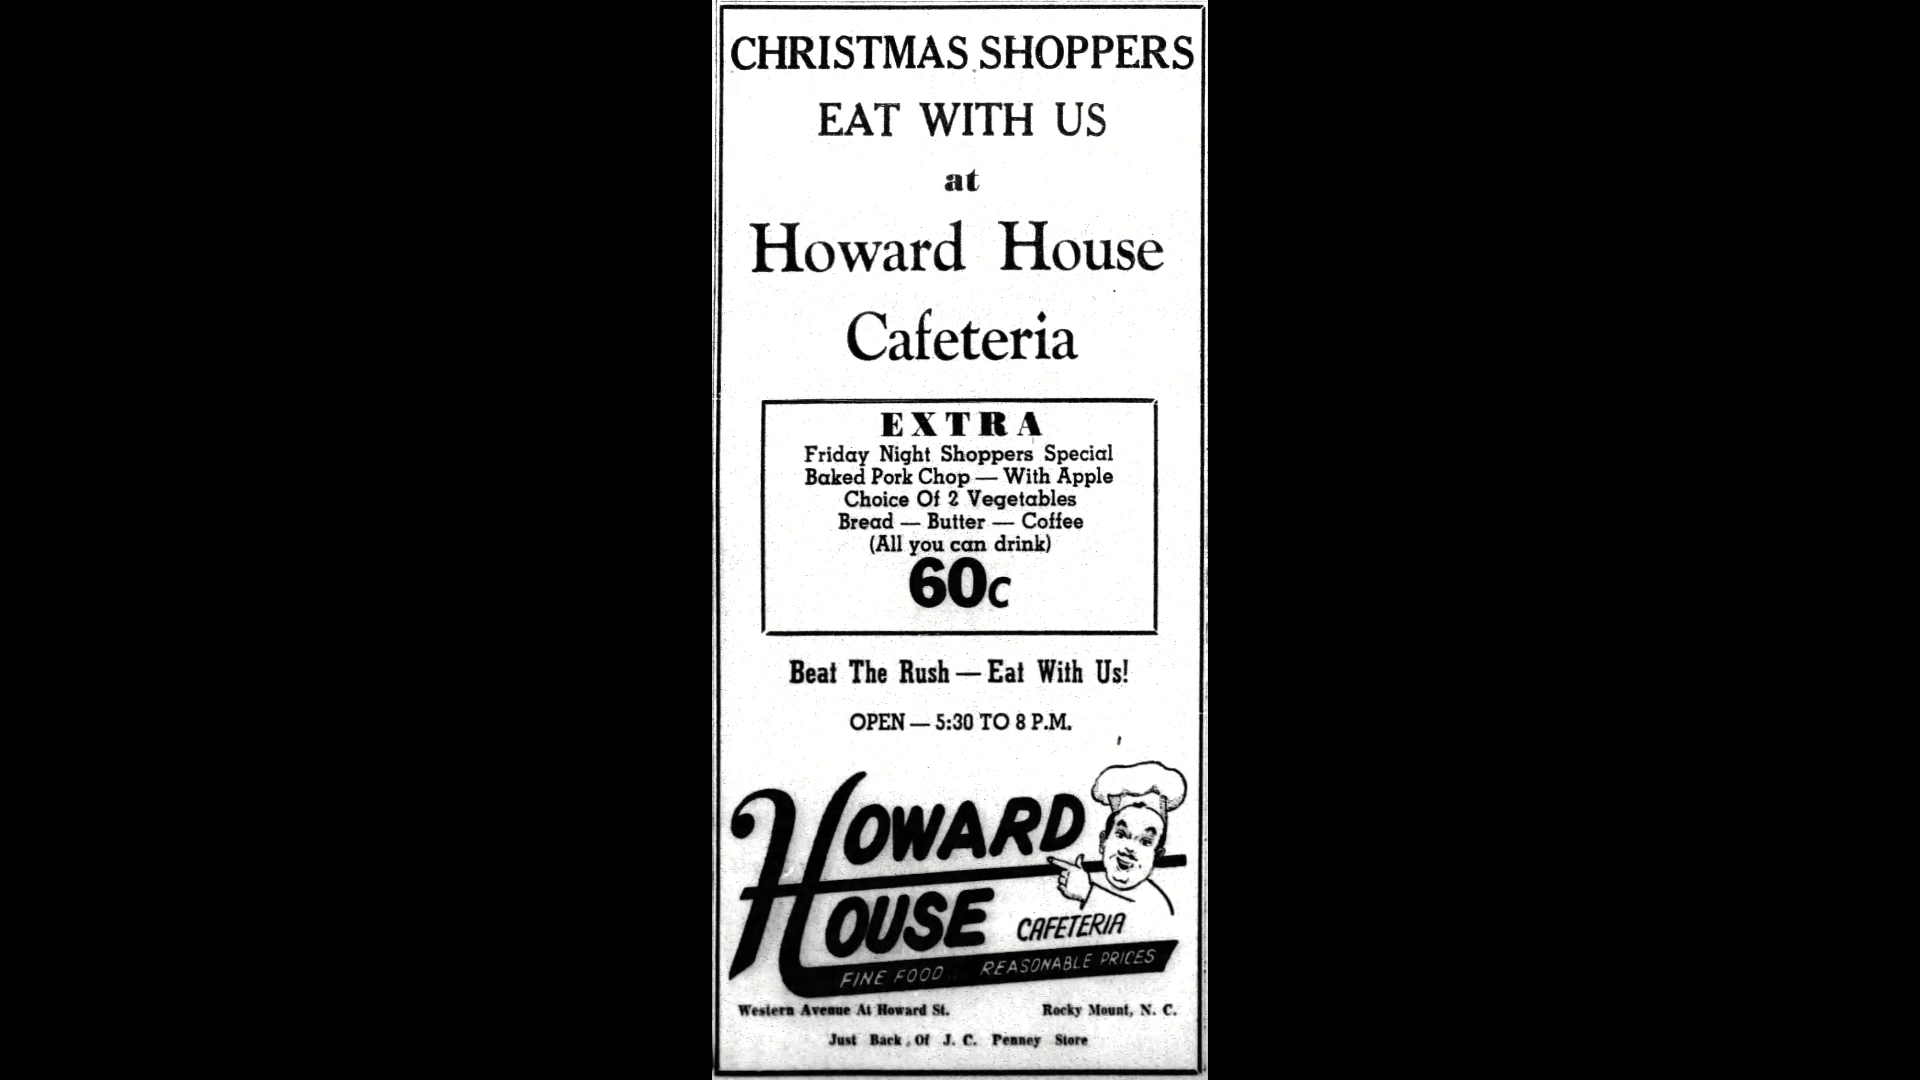 CHRISTMAS SHOPPERS
EAT WITH US
at
Howard House
Cafeteria
EXTRA
Friday Night Shoppers Special
Baked Pork Chop — With Apple
Choice Of 2 Vegetables
Bread — Butter — Coffee
(All you can drink)
60c
Beat The Rush — Eat With Us!
OPEN — 5:30 TO 8 P.M.
HOWARD
HOUSE
CAFETERIA
FINE FOOD REASONABLE PRICES
Western Avenue At Howard St. Rocky Mount, N. C.
Just Back Of J. C. Penney Store